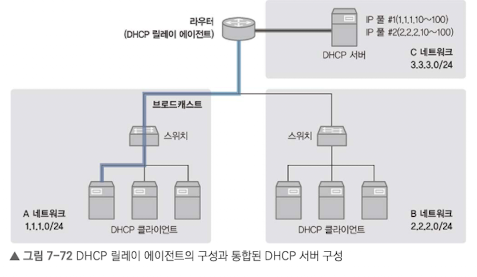 라우터
(DHCP 릴레이 에이전트)
IP 풀 #1(1,1,1,10~100)
IP 풀 #2(2,2,2,10~100)
DHCP 서버
C 네트워크
3,3,3,0/24
브로드캐스트
스위치
스위치
A 네트워크
1,1,1,0/24
DHCP 클라이언트
DHCP 클라이언트
B 네트워크
2,2,2,0/24
▲ 그림 7-72 DHCP 릴레이 에이전트의 구성과 통합된 DHCP 서버 구성